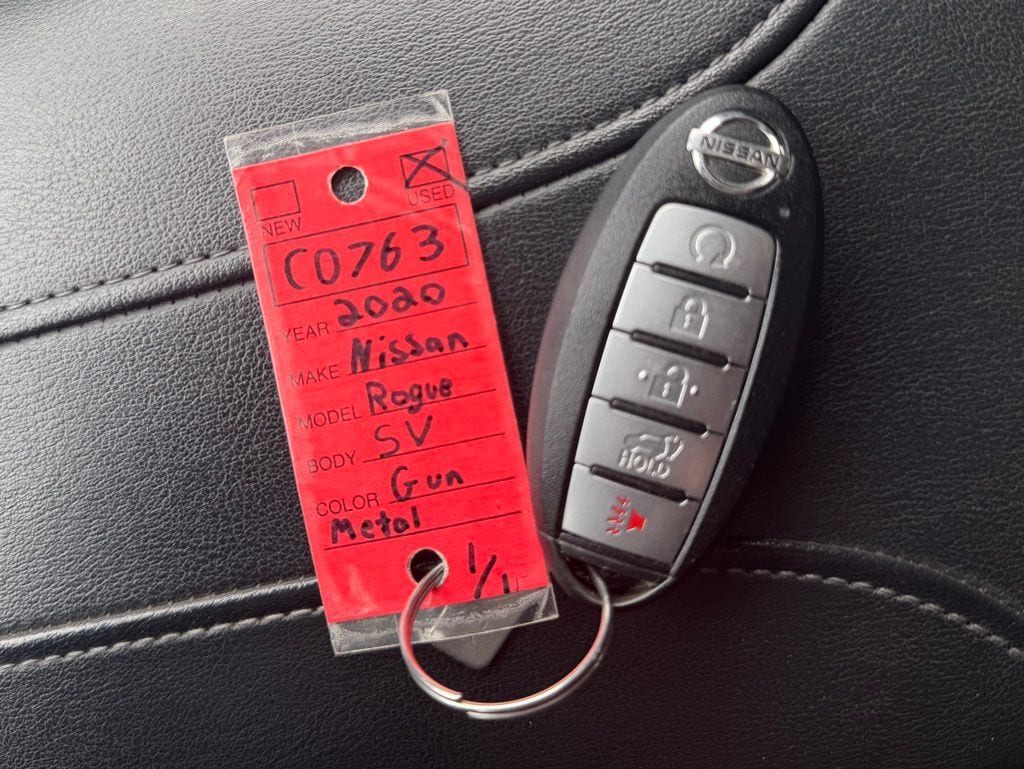 NEW
USED
C0763
YEAR 2020
MAKE Nissan
MODEL Rogue
BODY SV
COLOR Gun
Metal
1/1
NISSAN
HOLD